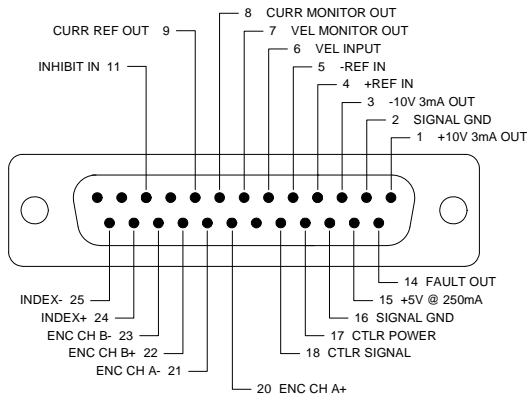 8 CURR MONITOR OUT
CURR REF OUT 9
7 VEL MONITOR OUT
6 VEL INPUT
INHIBIT IN 11
5 -REF IN
4 +REF IN
3 -10V 3mA OUT
2 SIGNAL GND
1 +10V 3mA OUT
14 FAULT OUT
INDEX- 25
15 +5V @ 250mA
INDEX+ 24
16 SIGNAL GND
ENC CH B- 23
17 CTLR POWER
ENC CH B+ 22
18 CTLR SIGNAL
ENC CH A- 21
20 ENC CH A+